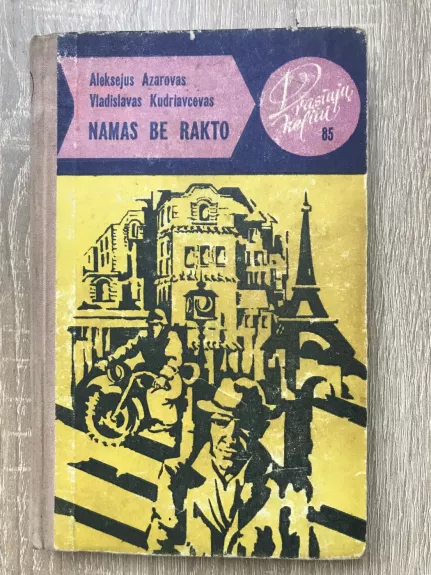 Aleksejus Azarovas
Vladislavas Kudriavcevas
NAMAS BE RAKTO
Drąsiųjų
keliai
85